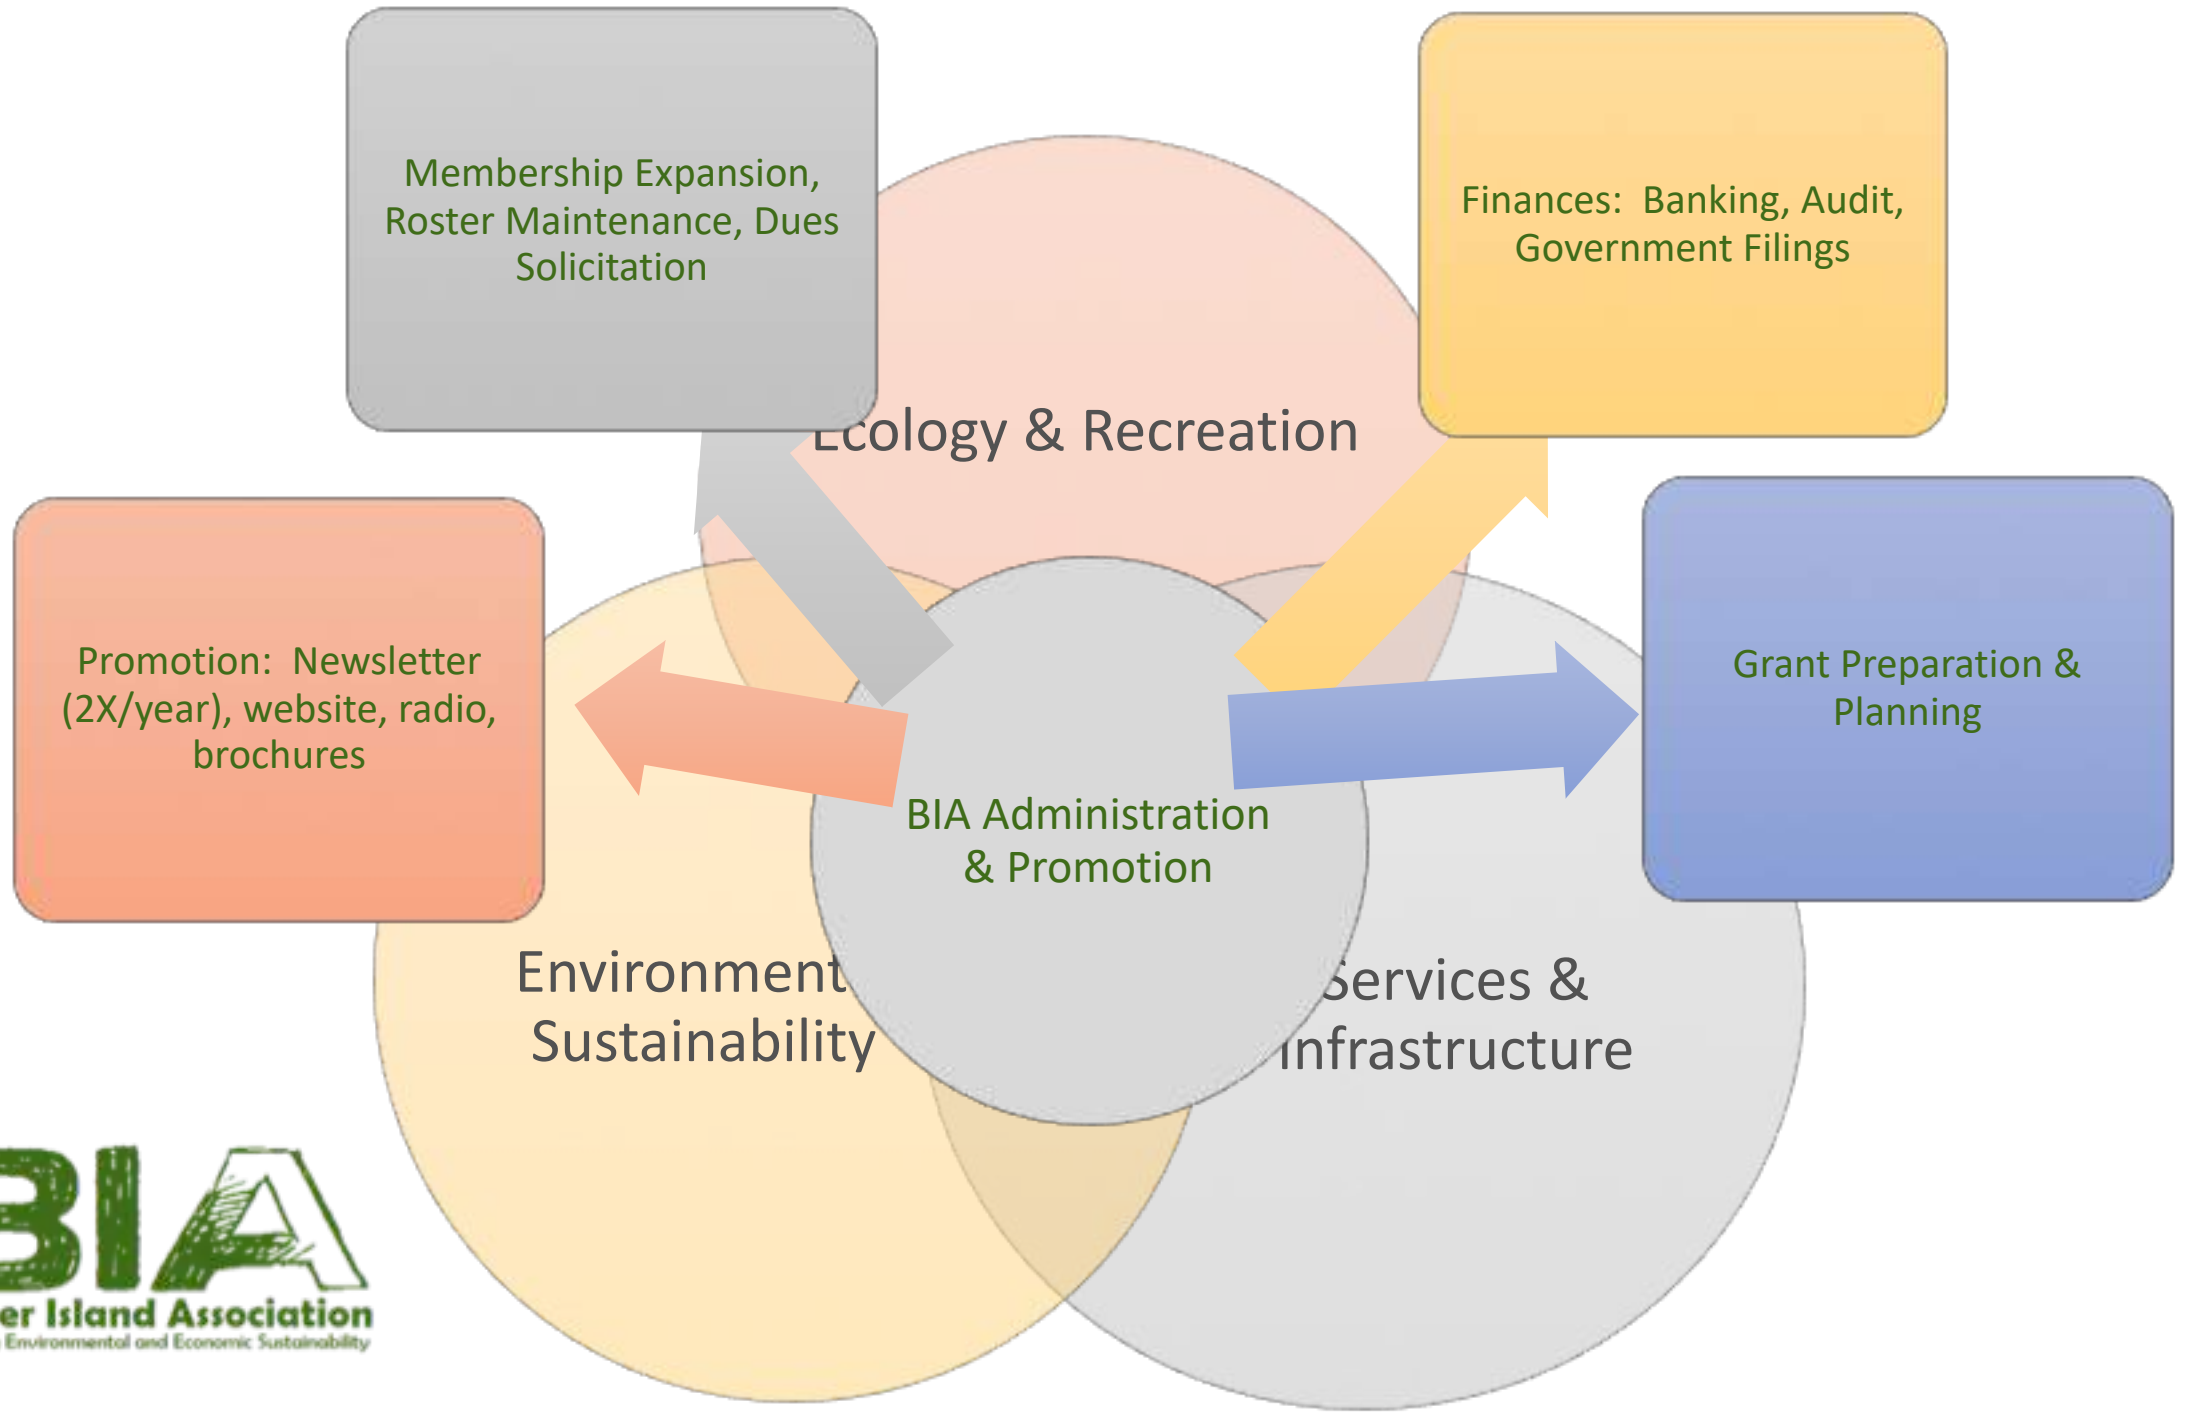 Membership Expansion,
Roster Maintenance, Dues
Solicitation
Finances: Banking, Audit,
Government Filings
Ecology & Recreation
Promotion: Newsletter
(2X/year), website, radio,
brochures
Grant Preparation &
Planning
BIA Administration
& Promotion
Environment
Sustainability
Services &
Infrastructure
BIA
er Island Association
Environmental and Economic Sustainability